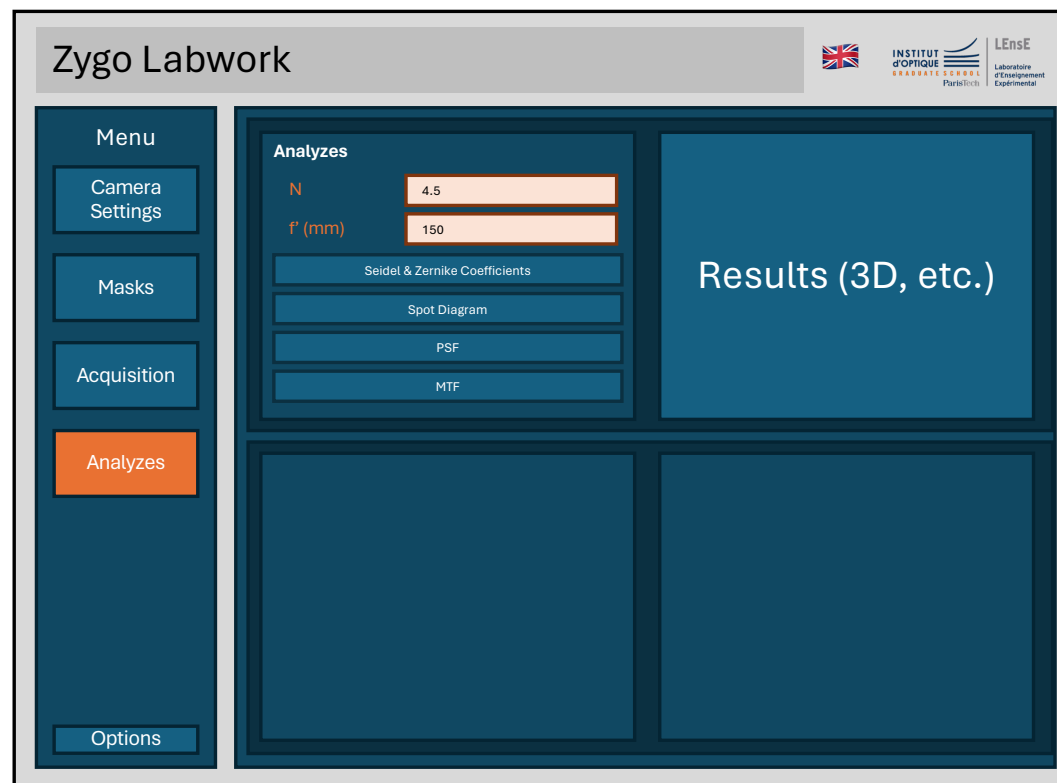 Zygo Labwork
INSTITUT
d'OPTIQUE
GRADUATE SCHOOL
ParisTech
LEnsE
Laboratoire
d'Enseignement
Expérimental
Menu
Camera
Settings
Masks
Acquisition
Analyzes
Options
Analyzes
N
4.5
f' (mm)
150
Seidel & Zernike Coefficients
Spot Diagram
PSF
MTF
Results (3D, etc.)